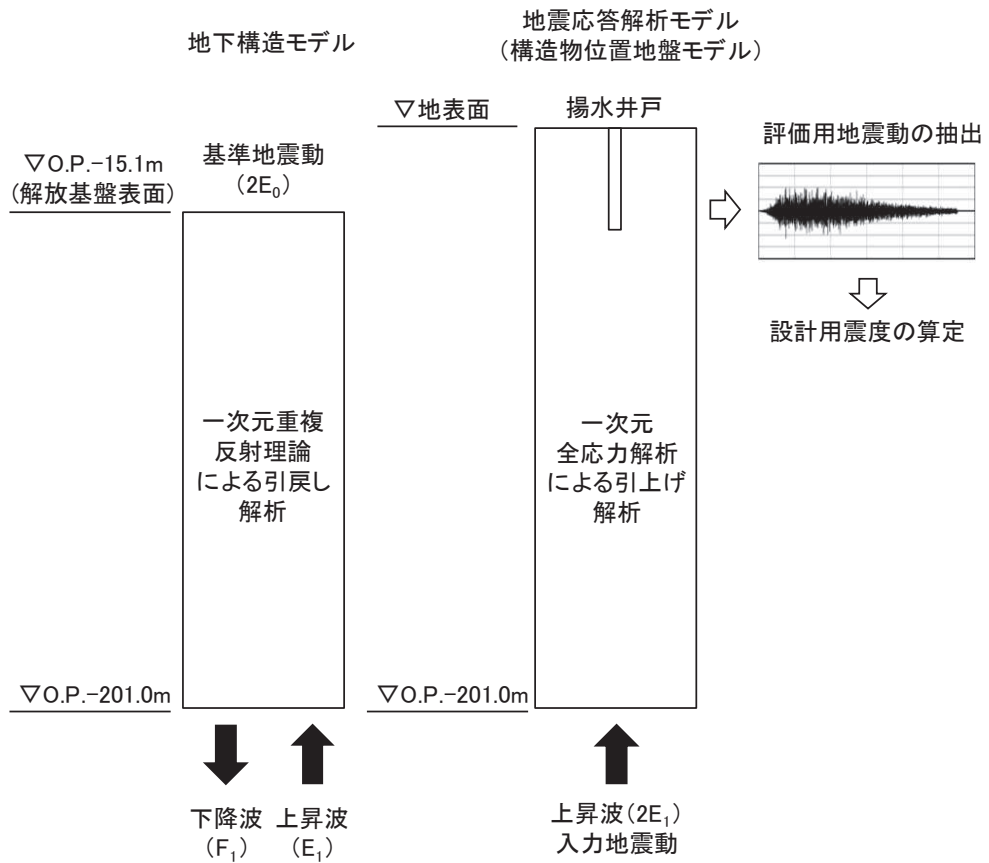 地下構造モデル
地震応答解析モデル
(構造物位置地盤モデル)
▽地表面
揚水井戸
評価用地震動の抽出
▽O.P.-15.1m
(解放基盤表面)
基準地震動
(2E₀)
設計用震度の算定
一次元重複
反射理論
による引戻し
解析
一次元
全応力解析
による引上げ
解析
▽O.P.-201.0m
▽O.P.-201.0m
下降波
(F₁)
上昇波
(E₁)
上昇波(2E₁)
入力地震動